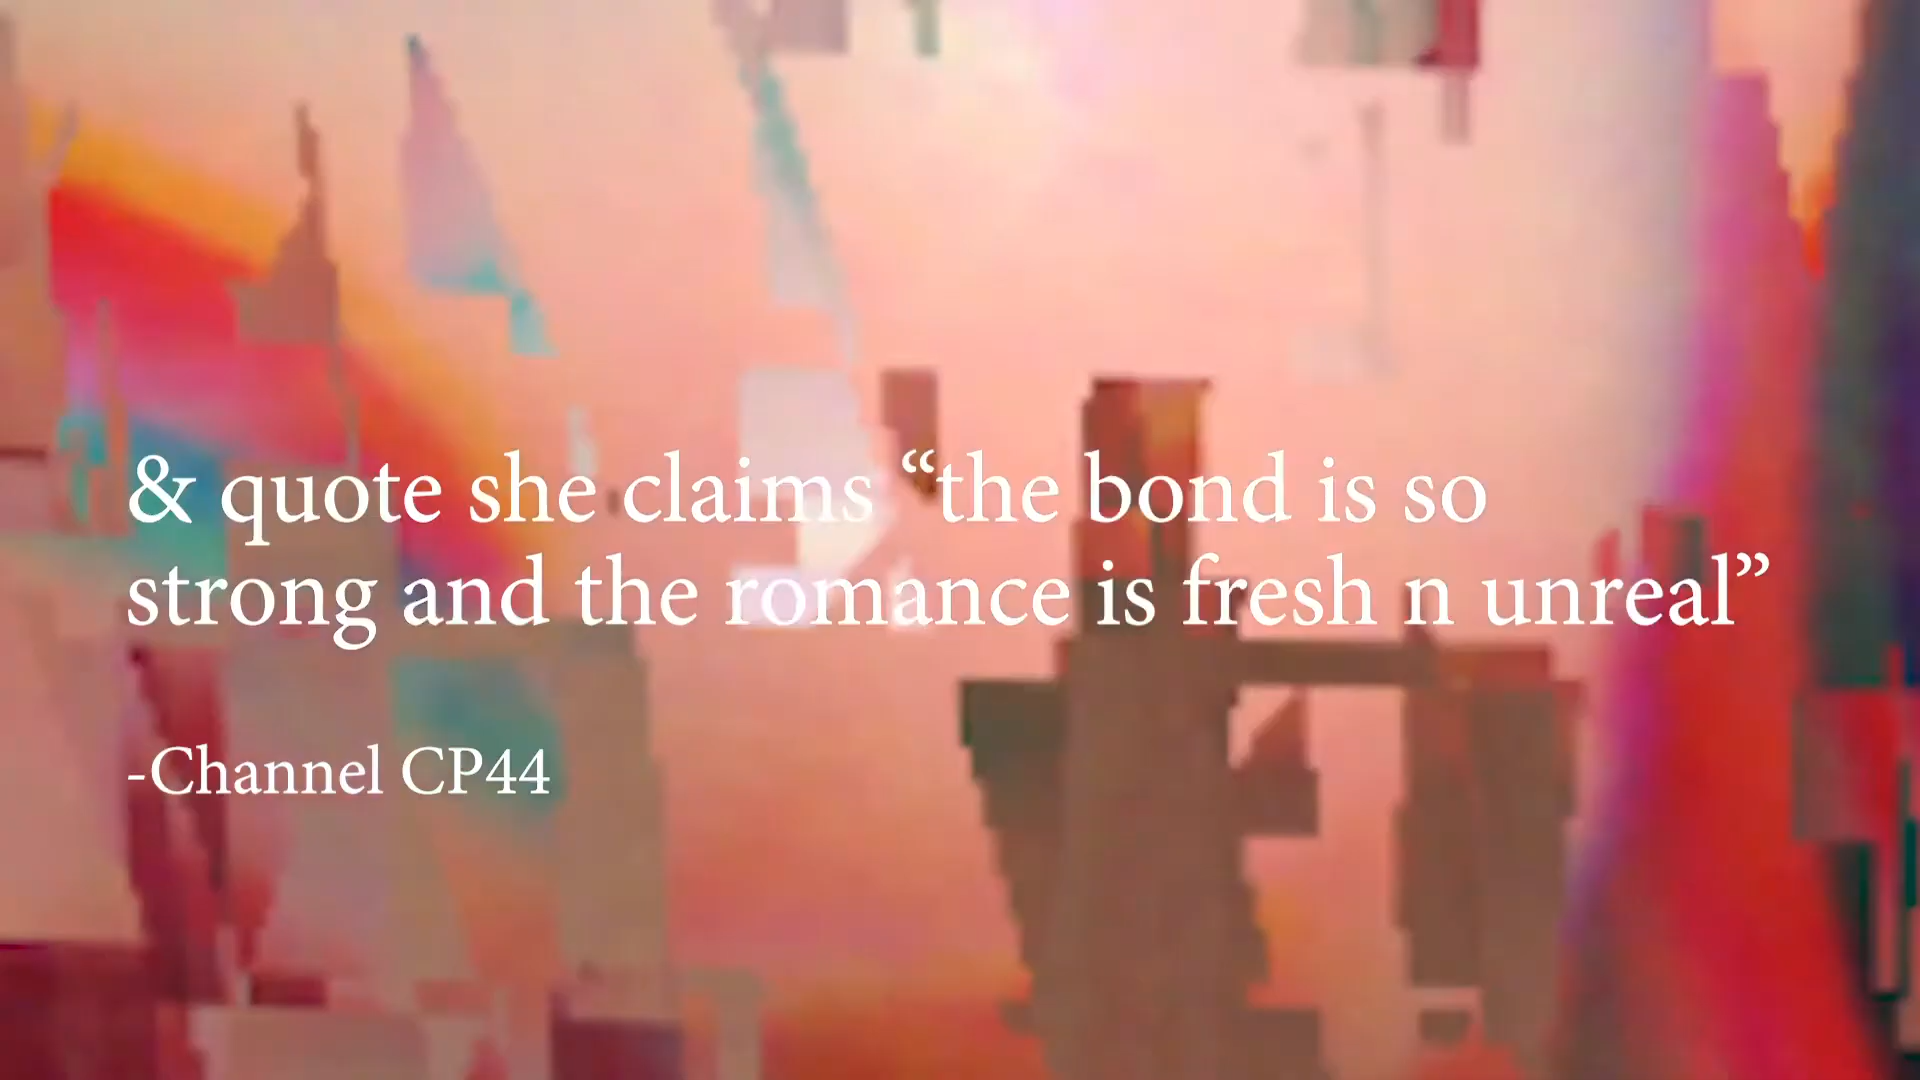 & quote she claims “the bond is so
strong and the romance is fresh n unreal”
-Channel CP44